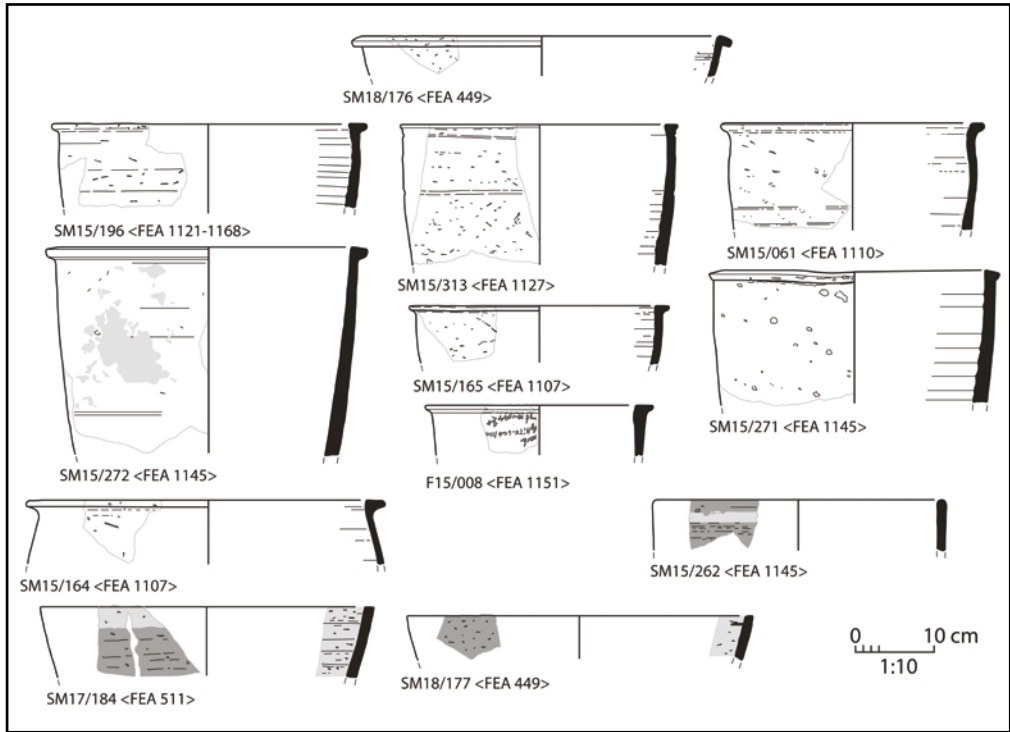 SM18/176 <FEA 449>
SM15/196 <FEA 1121-1168>
SM15/313 <FEA 1127>
SM15/061 <FEA 1110>
SM15/272 <FEA 1145>
SM15/165 <FEA 1107>
SM15/271 <FEA 1145>
F15/008 <FEA 1151>
SM15/164 <FEA 1107>
SM15/262 <FEA 1145>
SM17/184 <FEA 511>
SM18/177 <FEA 449>
0 10 cm
1:10